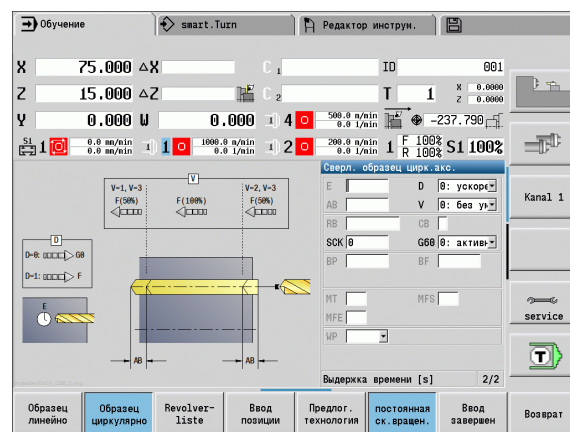 Обучение smart.Turn Редактор инструм.
X 75.000 ΔX C 1 ID 001
Z 15.000 ΔZ C 2 T 1 X 0.0000 Z 0.0000
Y 0.000 W 0.000 4 500.0 m/min 0.0 1/min -237.790
S1 1 0.0 mm/min 0.0 mm/min 1 1000.0 m/min 0.0 1/min 2 200.0 m/min 0.0 1/min 1 F 100% R 100% S1 100%
Сверл. образец цирк.акс.
V
V=1, V=3 V=2, V=3
F(50%) F(100%) F(50%)
D
D=0: G0
D=1: F
E
AB AB
E D 0: ускоре
AB V 0: без ун
RB CB
SCK 0 G60 0: активн
BP BF
MT MFS
MFE
WP
Выдержка времени [s] 2/2
Kanal 1
service
T
Образец линейно
Образец циркулярно
Revolver-liste
Ввод позиции
Предлог. технология
постоянная ск.вращен.
Ввод завершен
Возврат